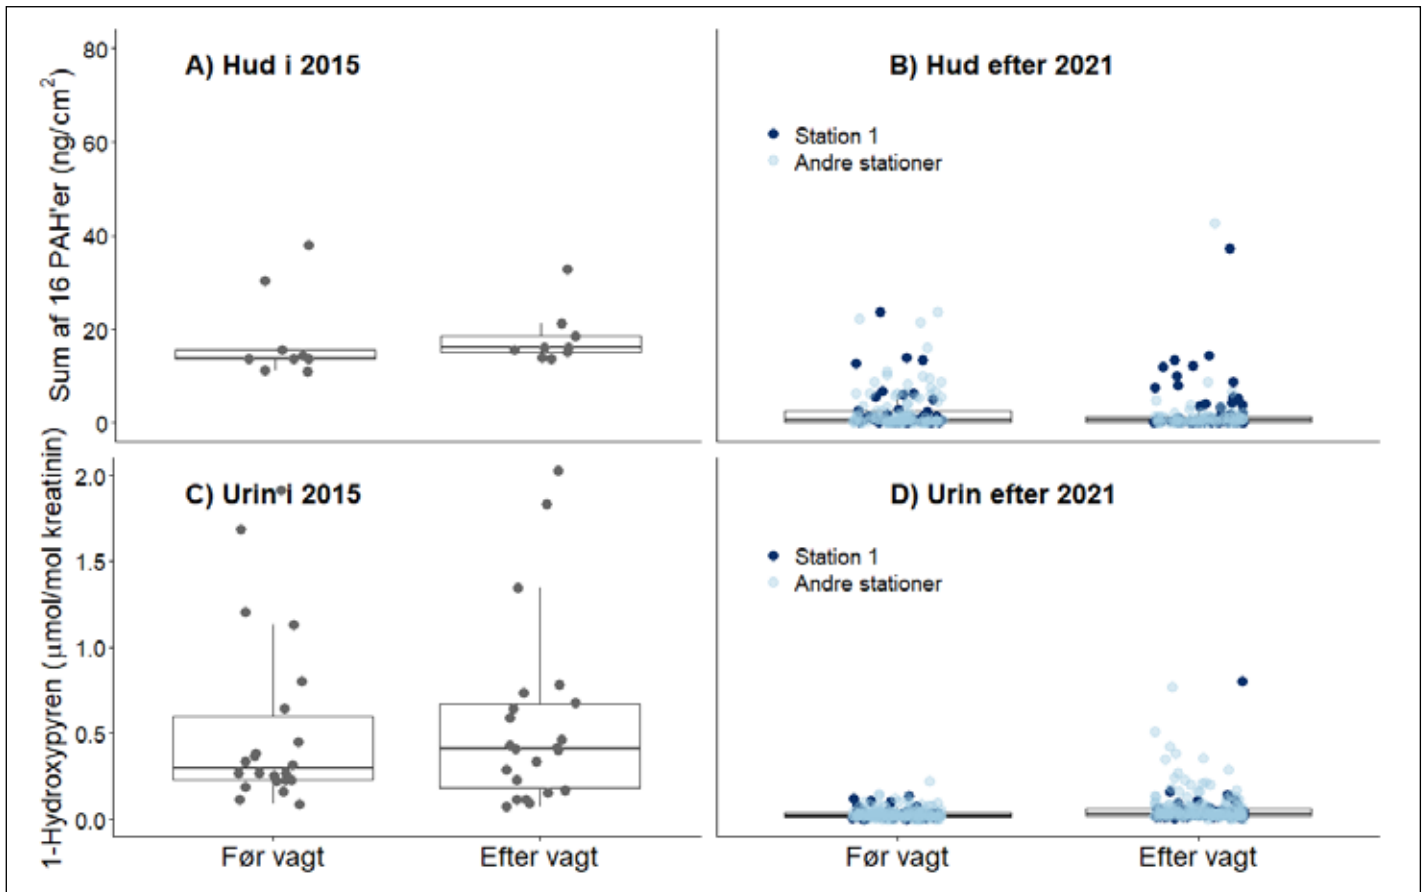 A) Hud i 2015
B) Hud efter 2021
Sum af 16 PAH'er (ng/cm²)
80
60
40
20
0
Station 1
Andre stationer
C) Urin i 2015
D) Urin efter 2021
1-Hydroxypyren (µmol/mol kreatinin)
2.0
1.5
1.0
0.5
0.0
Station 1
Andre stationer
Før vagt
Efter vagt
Før vagt
Efter vagt